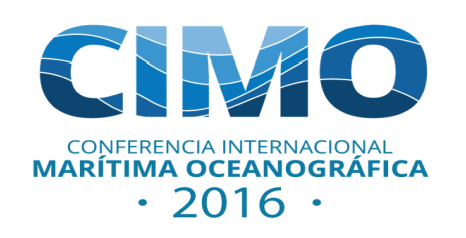 CIMO
CONFERENCIA INTERNACIONAL
MARÍTIMA OCEANOGRÁFICA
• 2016 •